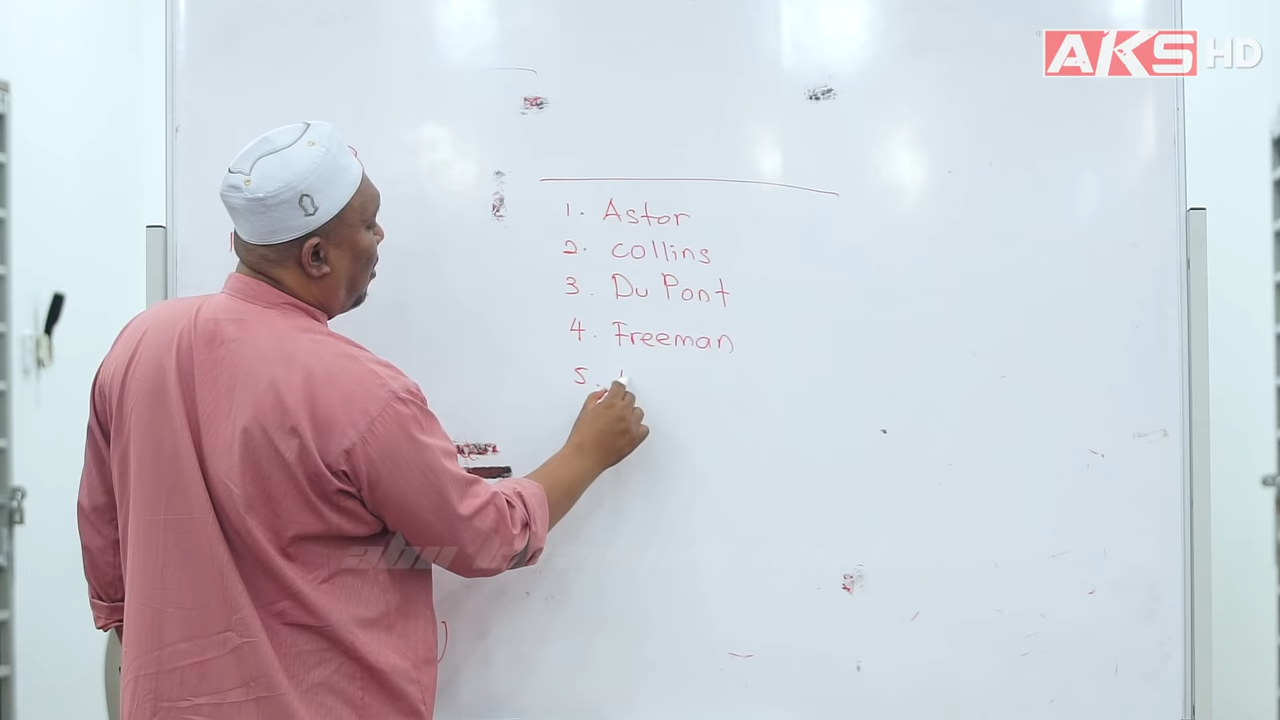 AKS HD
1. Astor
2. Collins
3. Du Pont
4. Freeman
5.